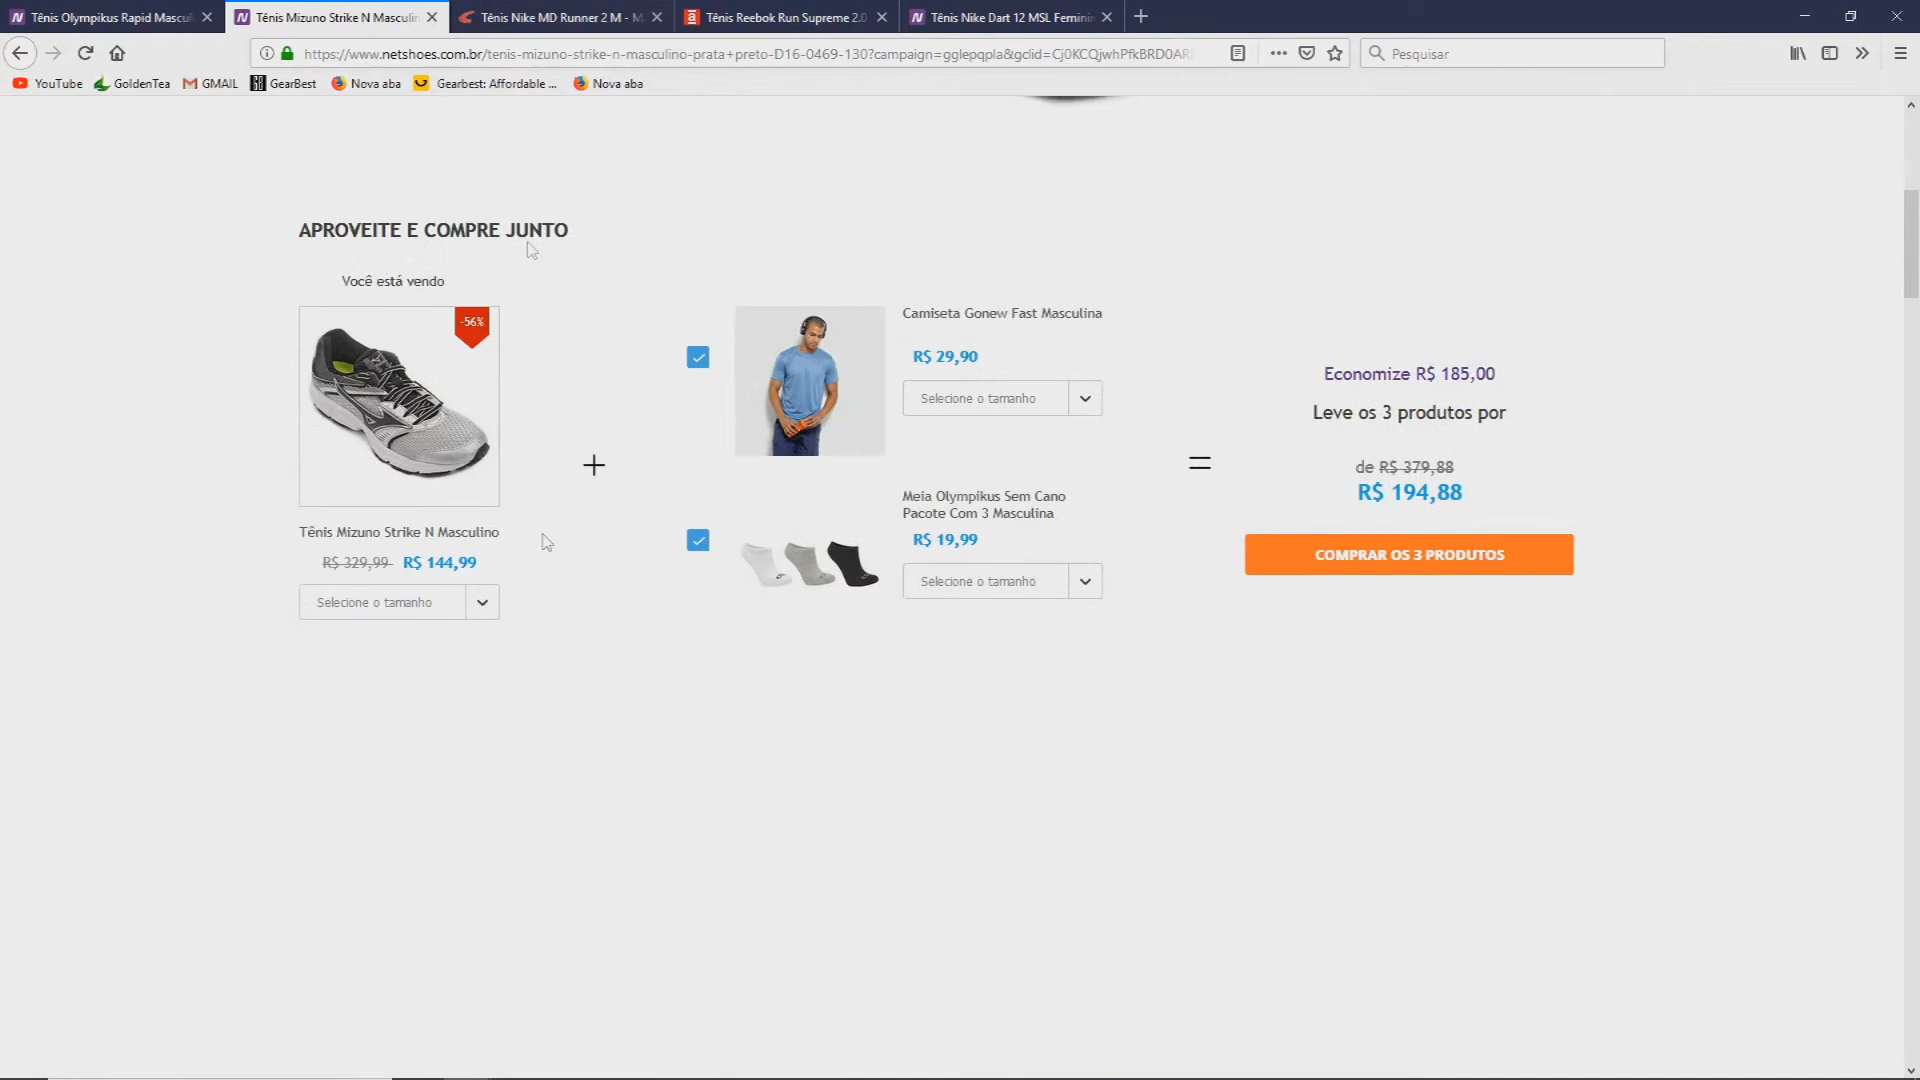 Tênis Olympikus Rapid Mascul
Tênis Mizuno Strike N Masculin
Tênis Nike MD Runner 2 M - M
Tênis Reebok Run Supreme 2.0
Tênis Nike Dart 12 MSL Feminin
https://www.netshoes.com.br/tenis-mizuno-strike-n-masculino-prata+preto-D16-0469-130?campaign=gglepqpla&gclid=Cj0KCQjwhPfkBRD0AR
Pesquisar
YouTube
GoldenTea
GMAIL
GearBest
Nova aba
Gearbest: Affordable ...
Nova aba
APROVEITE E COMPRE JUNTO
Você está vendo
-56%
Tênis Mizuno Strike N Masculino
R$ 329,99 R$ 144,99
Selecione o tamanho
Camiseta Gonew Fast Masculina
R$ 29,90
Selecione o tamanho
Meia Olympikus Sem Cano
Pacote Com 3 Masculina
R$ 19,99
Selecione o tamanho
Economize R$ 185,00
Leve os 3 produtos por
de R$ 379,88
R$ 194,88
COMPRAR OS 3 PRODUTOS